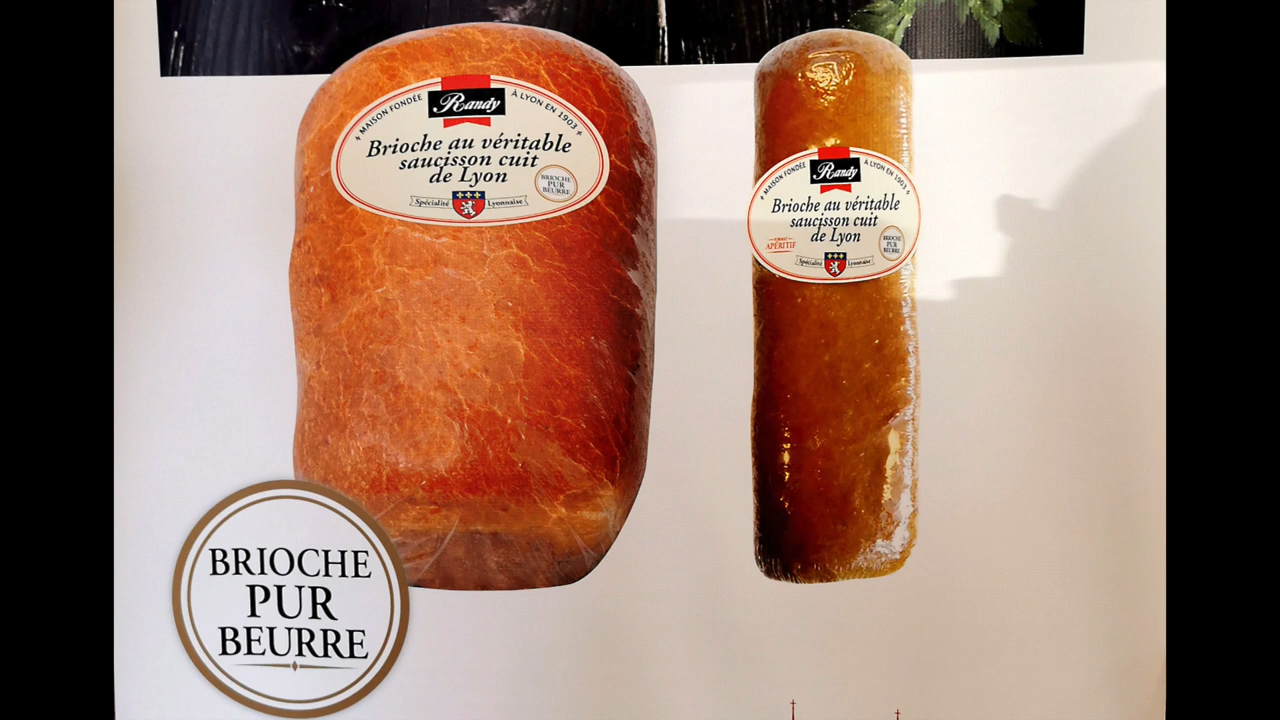 + MAISON FONDÉE À LYON EN 1903 +
Randy
Brioche au véritable
saucisson cuit
de Lyon
BRIOCHE
PUR
BEURRE
Spécialité Lyonnaise
+ MAISON FONDÉE À LYON EN 1903 +
Randy
Brioche au véritable
saucisson cuit
de Lyon
FORMAT
APÉRITIF
BRIOCHE
PUR
BEURRE
Spécialité Lyonnaise
BRIOCHE
PUR
BEURRE